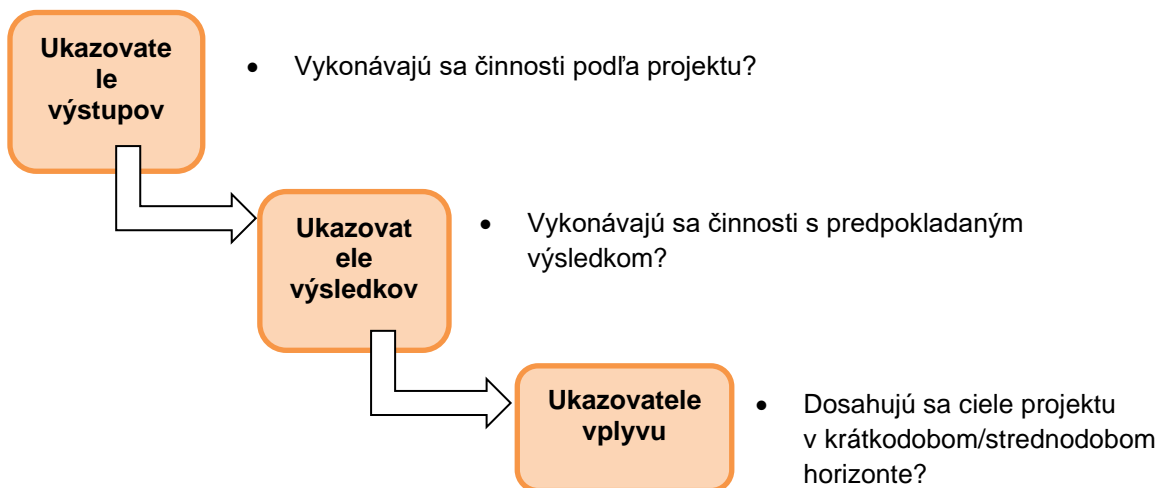 Ukazovate
le
výstupov
• Vykonávajú sa činnosti podľa projektu?
Ukazovat
ele
výsledkov
• Vykonávajú sa činnosti s predpokladaným
výsledkom?
Ukazovatele
vplyvu
• Dosahujú sa ciele projektu
v krátkodobom/strednodobom
horizonte?